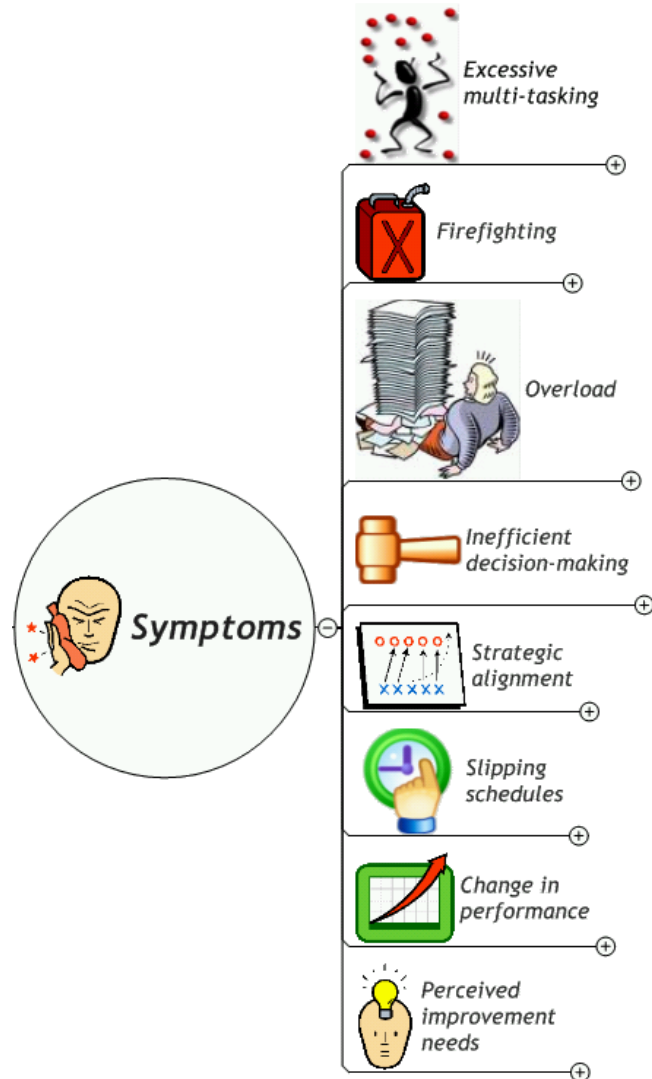 Excessive
multi-tasking
Firefighting
Overload
Inefficient
decision-making
Symptoms
Strategic
alignment
Slipping
schedules
Change in
performance
Perceived
improvement
needs